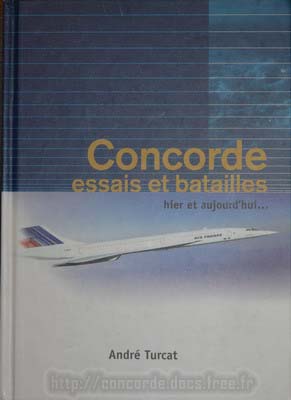 Concorde
essais et batailles
hier et aujourd'hui...
AIR FRANCE
André Turcat
http://concorde.docs.free.fr